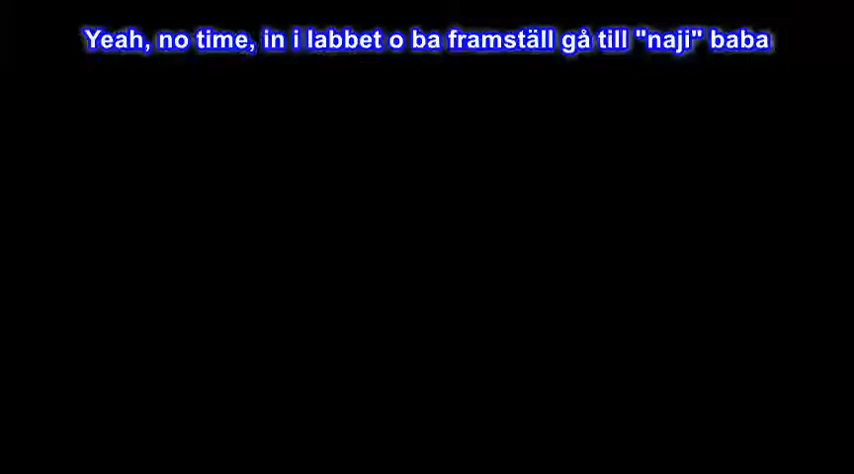 Yeah, no time, in i labbet o ba framställ gå till "naji" baba